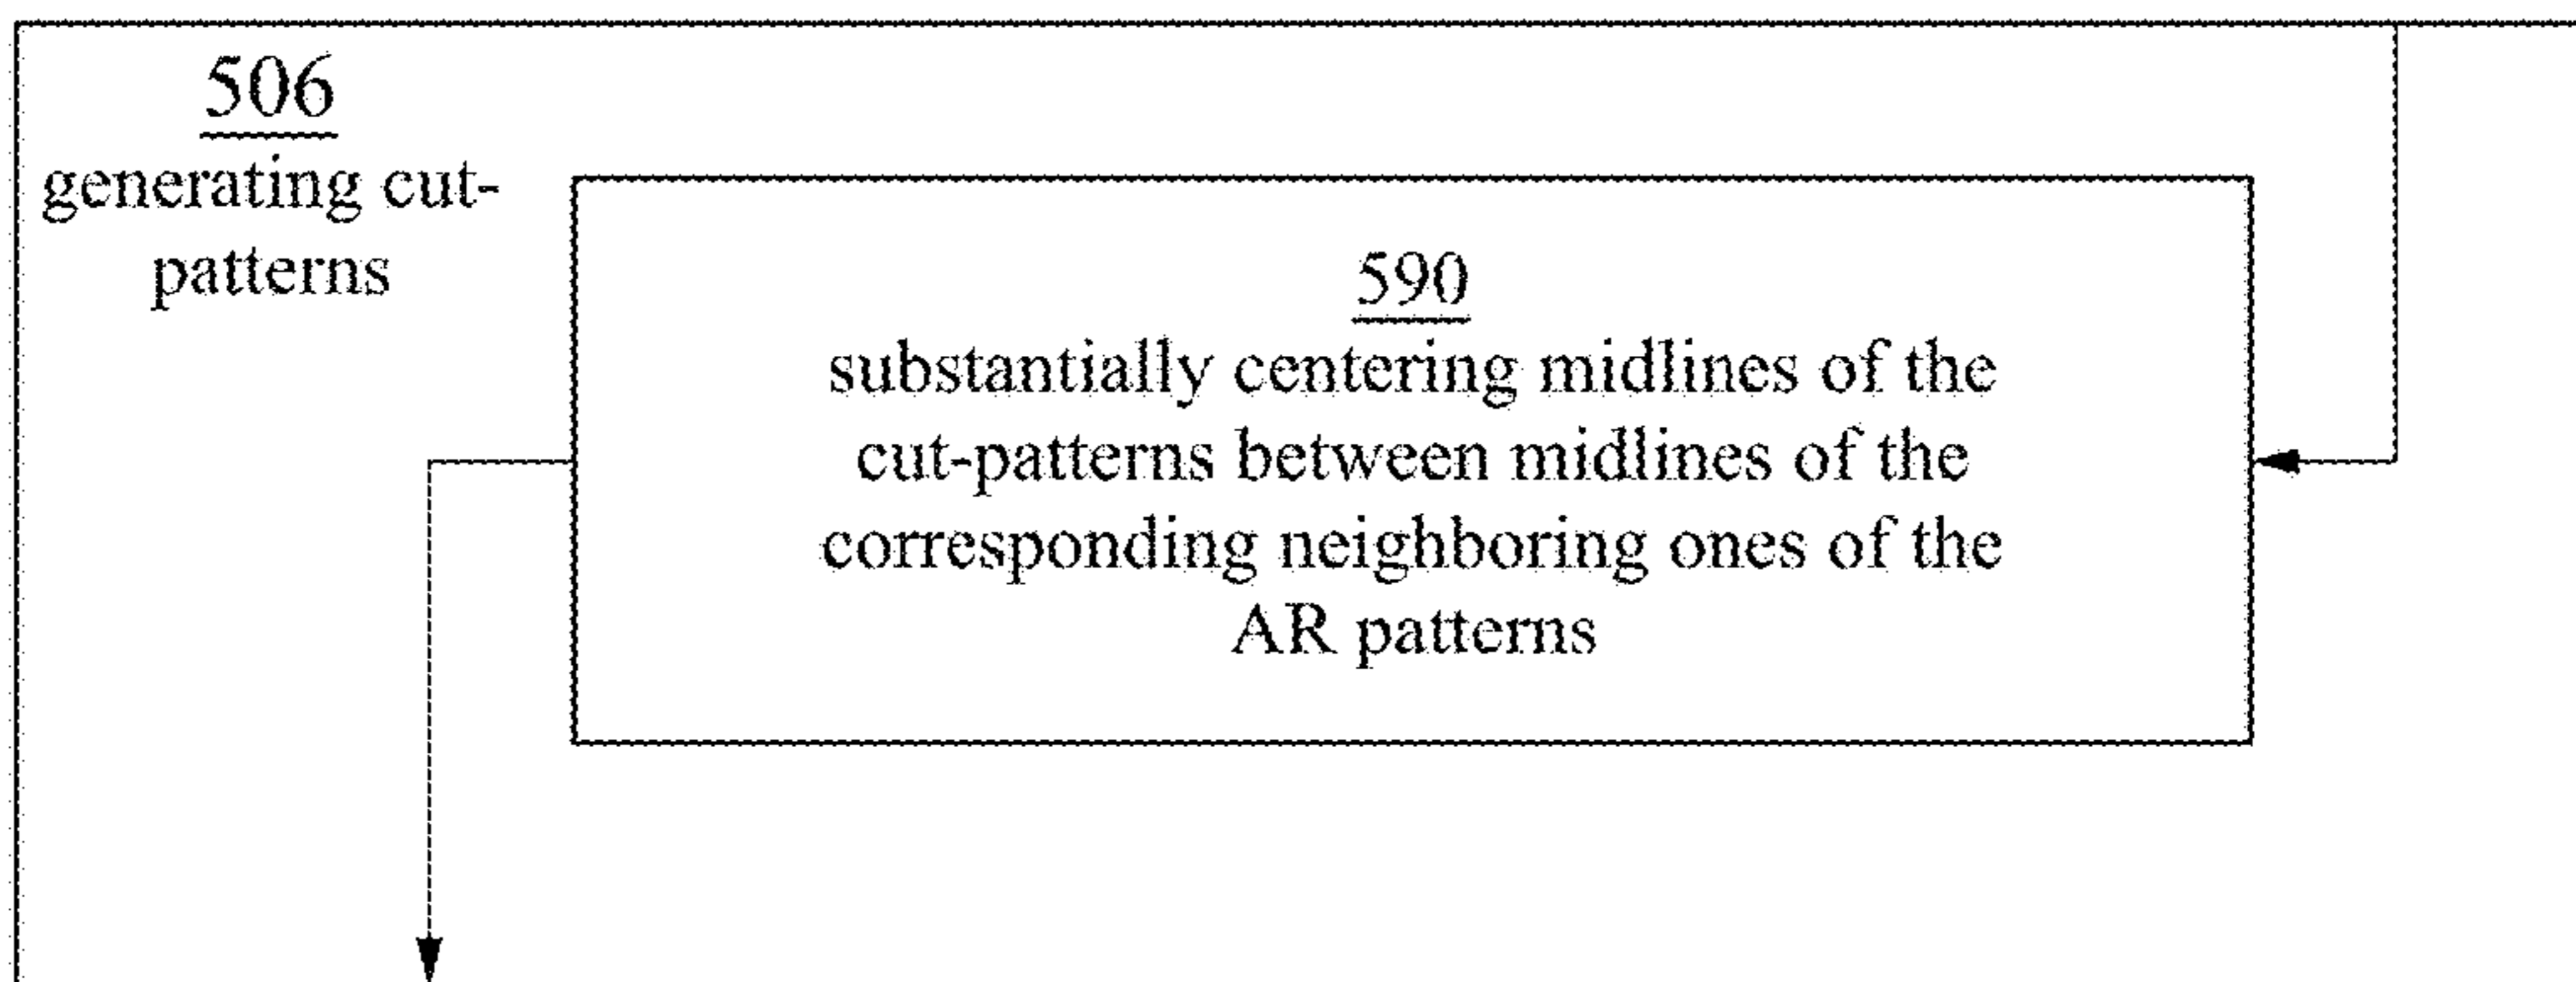 506
generating cut-
patterns
590
substantially centering midlines of the
cut-patterns between midlines of the
corresponding neighboring ones of the
AR patterns